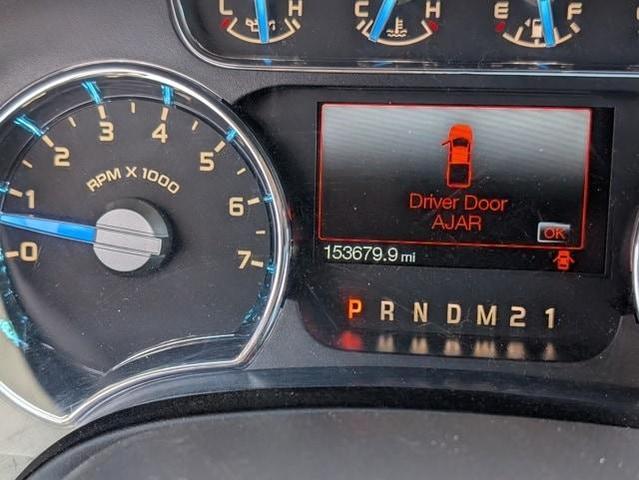 L H
C H
E F
0 1 2 3 4 5 6 7
RPM X 1000
Driver Door
AJAR
OK
153679.9 mi
P R N D M 2 1